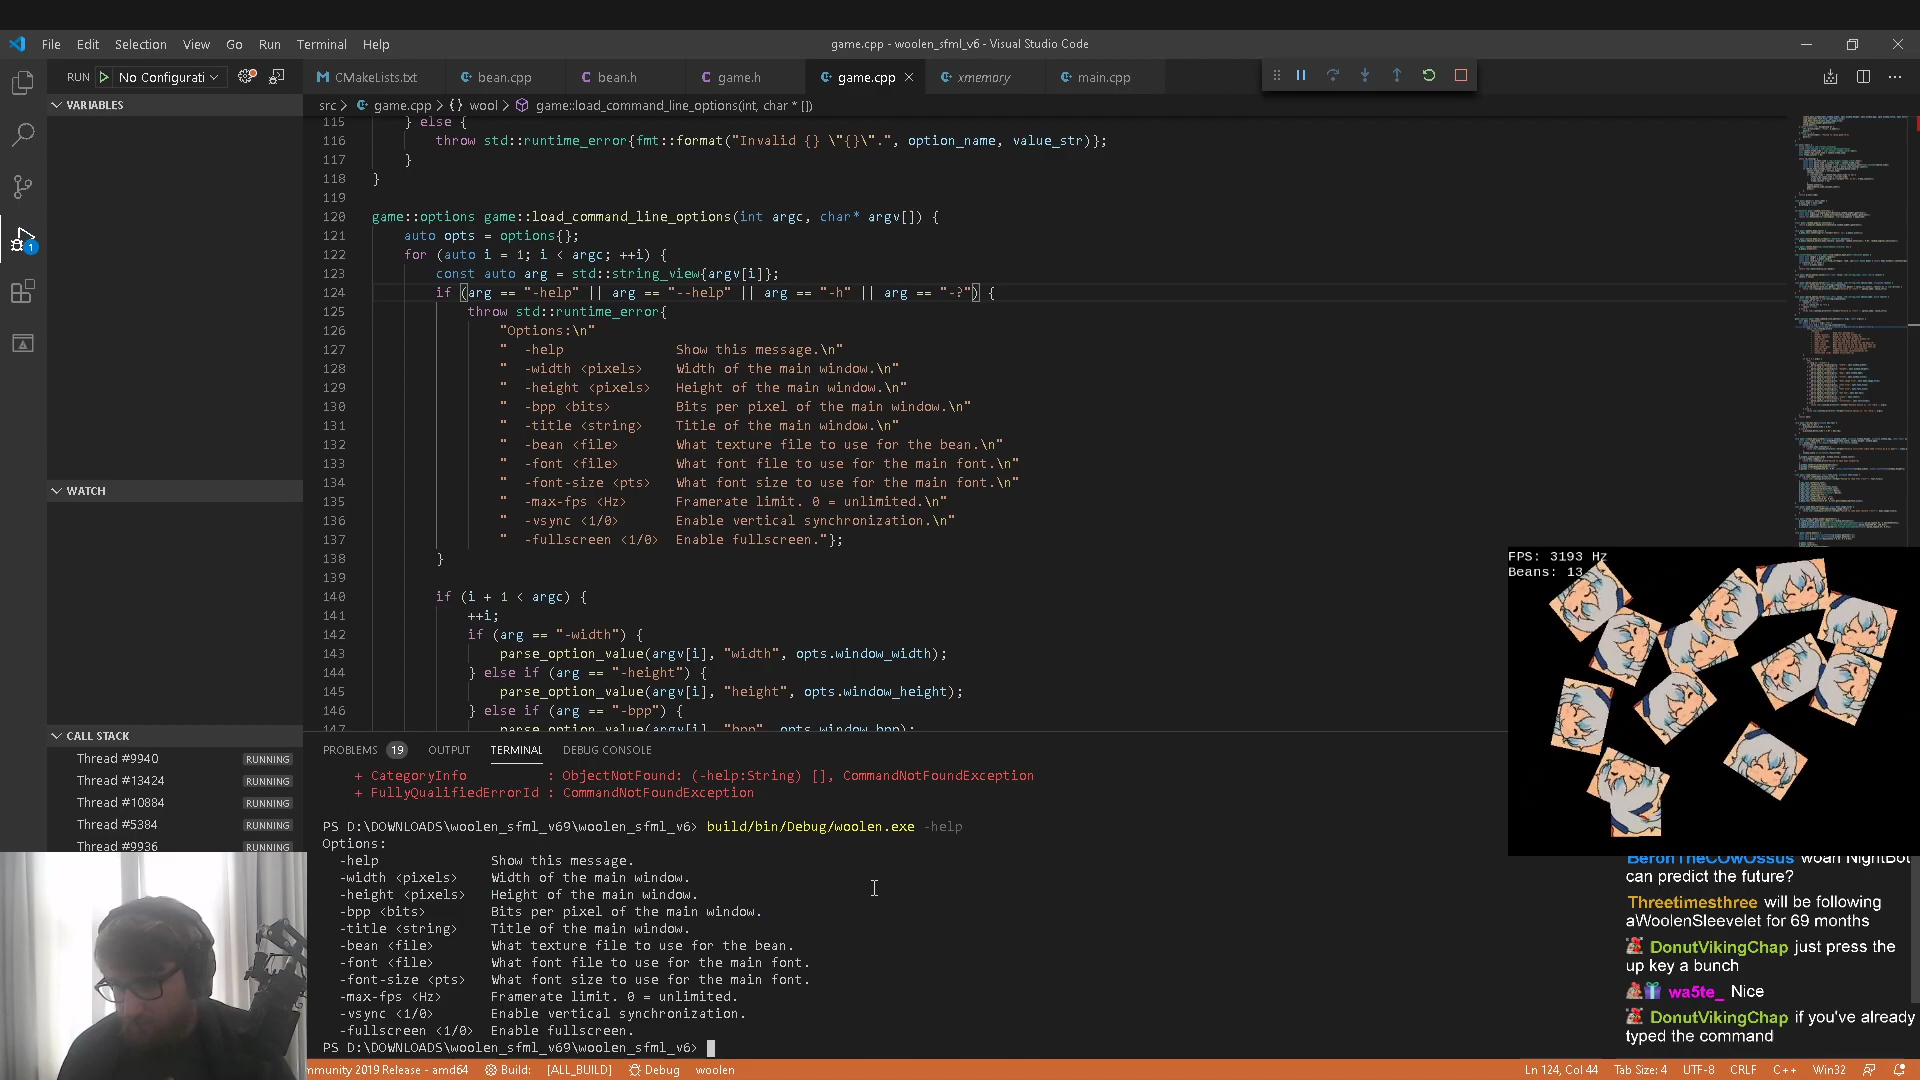 File Edit Selection View Go Run Terminal Help
game.cpp - woolen_sfml_v6 - Visual Studio Code
RUN No Configurati
CMakeLists.txt bean.cpp bean.h game.h game.cpp xmemory main.cpp
VARIABLES
src > game.cpp > {} wool > game::load_command_line_options(int, char * [])
115 } else {
116 throw std::runtime_error{fmt::format("Invalid {} \"{}\".", option_name, value_str)};
117 }
118 }
119
120 game::options game::load_command_line_options(int argc, char* argv[]) {
121 auto opts = options{};
122 for (auto i = 1; i < argc; ++i) {
123 const auto arg = std::string_view{argv[i]};
124 if (arg == "-help" || arg == "--help" || arg == "-h" || arg == "-?") {
125 throw std::runtime_error{
126 "Options:\n"
127 "  -help              Show this message.\n"
128 "  -width <pixels>    Width of the main window.\n"
129 "  -height <pixels>   Height of the main window.\n"
130 "  -bpp <bits>        Bits per pixel of the main window.\n"
131 "  -title <string>    Title of the main window.\n"
132 "  -bean <file>       What texture file to use for the bean.\n"
133 "  -font <file>       What font file to use for the main font.\n"
134 "  -font-size <pts>   What font size to use for the main font.\n"
135 "  -max-fps <Hz>      Framerate limit. 0 = unlimited.\n"
136 "  -vsync <1/0>       Enable vertical synchronization.\n"
137 "  -fullscreen <1/0>  Enable fullscreen."};
138 }
139
140 if (i + 1 < argc) {
141 ++i;
142 if (arg == "-width") {
143 parse_option_value(argv[i], "width", opts.window_width);
144 } else if (arg == "-height") {
145 parse_option_value(argv[i], "height", opts.window_height);
146 } else if (arg == "-bpp") {
147 parse_option_value(argv[i], "bpp", opts.window_bpp);
WATCH
CALL STACK
Thread #9940 RUNNING
Thread #13424 RUNNING
Thread #10884 RUNNING
Thread #5384 RUNNING
Thread #9936 RUNNING
1
PROBLEMS 19 OUTPUT TERMINAL DEBUG CONSOLE
+ CategoryInfo : ObjectNotFound: (-help:String) [], CommandNotFoundException
+ FullyQualifiedErrorId : CommandNotFoundException
PS D:\DOWNLOADS\woolen_sfml_v69\woolen_sfml_v6> build/bin/Debug/woolen.exe -help
Options:
-help Show this message.
-width <pixels> Width of the main window.
-height <pixels> Height of the main window.
-bpp <bits> Bits per pixel of the main window.
-title <string> Title of the main window.
-bean <file> What texture file to use for the bean.
-font <file> What font file to use for the main font.
-font-size <pts> What font size to use for the main font.
-max-fps <Hz> Framerate limit. 0 = unlimited.
-vsync <1/0> Enable vertical synchronization.
-fullscreen <1/0> Enable fullscreen.
PS D:\DOWNLOADS\woolen_sfml_v69\woolen_sfml_v6>
FPS: 3193 Hz
Beans: 13
BeronTheCOwOssus woah NightBot
can predict the future?
Threetimesthree will be following
aWoolenSleevelet for 69 months
DonutVikingChap just press the
up key a bunch
wa5te_ Nice
DonutVikingChap if you've already
typed the command
mmunity 2019 Release - amd64 Build: [ALL_BUILD] Debug woolen
Ln 124, Col 44 Tab Size: 4 UTF-8 CRLF C++ Win32